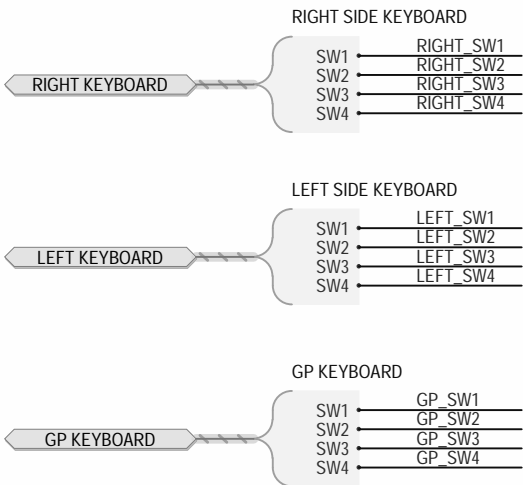 RIGHT SIDE KEYBOARD
SW1 RIGHT_SW1
SW2 RIGHT_SW2
RIGHT KEYBOARD
SW3 RIGHT_SW3
SW4 RIGHT_SW4
LEFT SIDE KEYBOARD
SW1 LEFT_SW1
SW2 LEFT_SW2
LEFT KEYBOARD
SW3 LEFT_SW3
SW4 LEFT_SW4
GP KEYBOARD
SW1 GP_SW1
SW2 GP_SW2
GP KEYBOARD
SW3 GP_SW3
SW4 GP_SW4